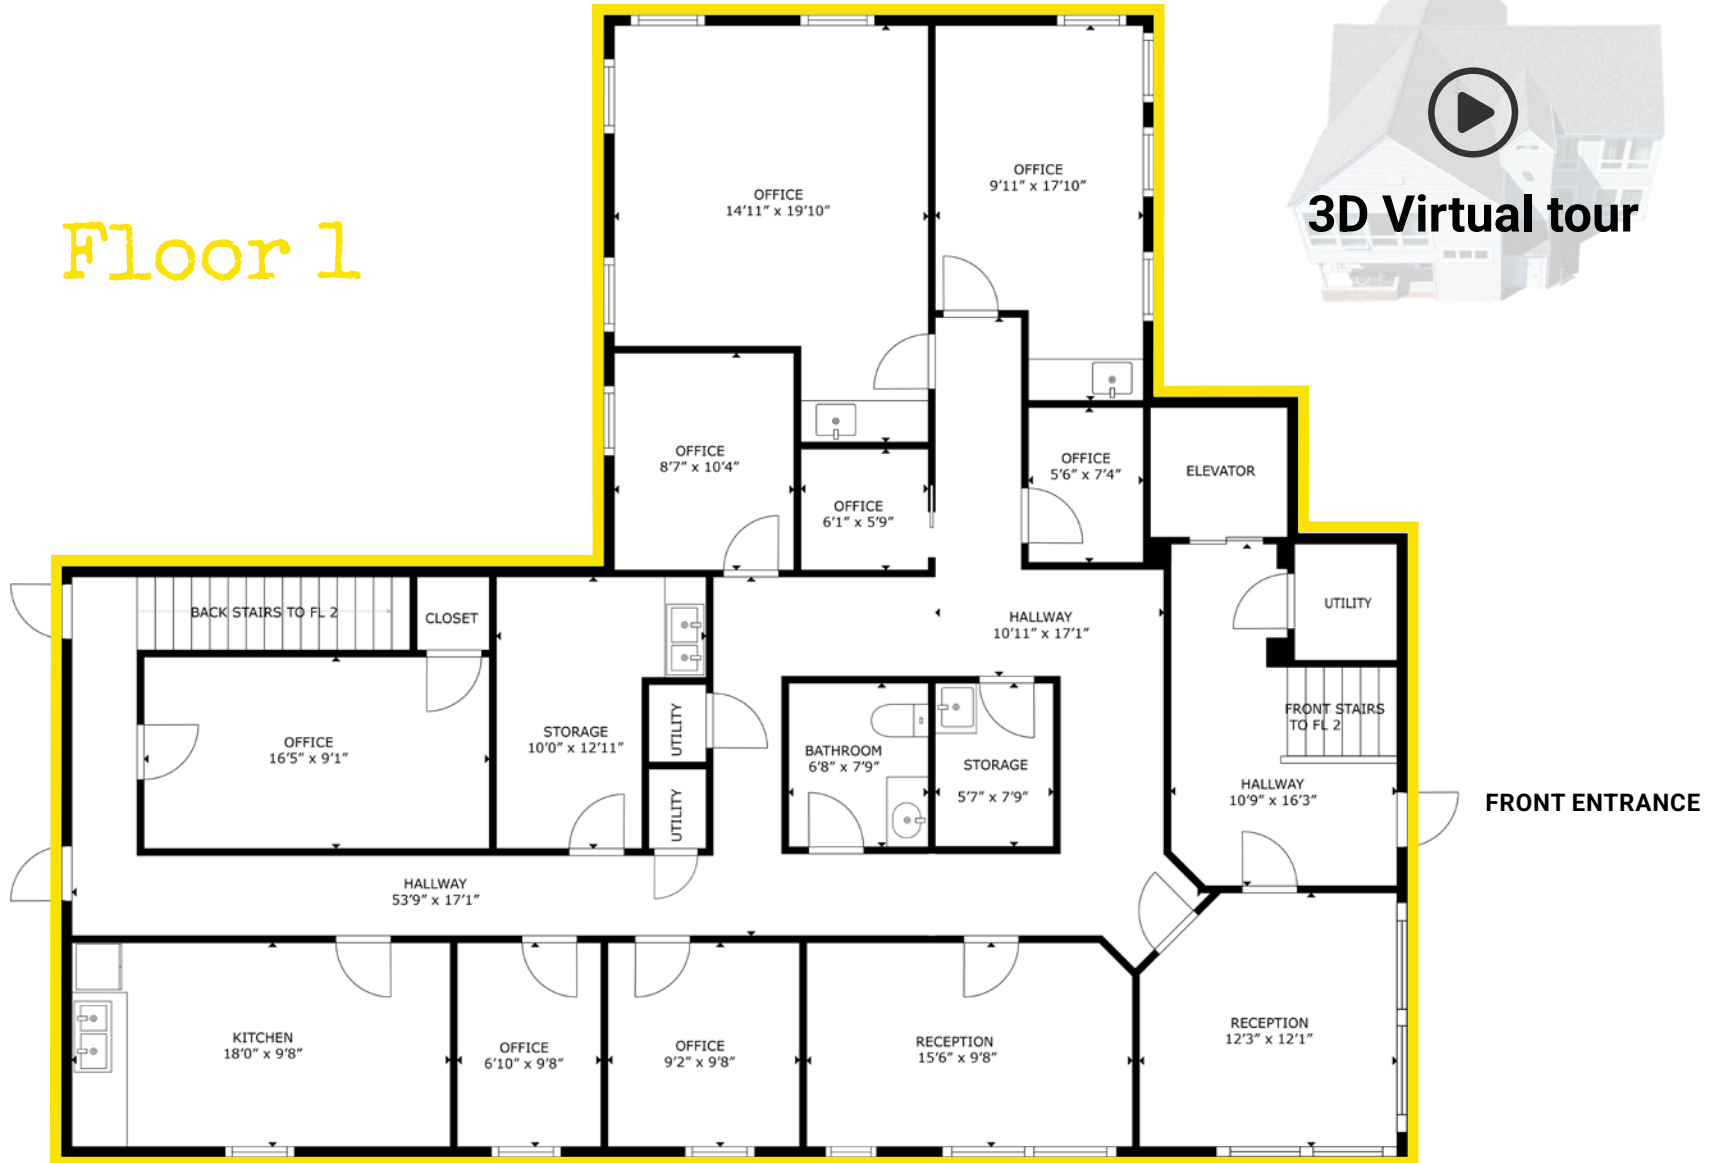 Floor 1
3D Virtual tour
OFFICE
14'11" x 19'10"
OFFICE
9'11" x 17'10"
OFFICE
8'7" x 10'4"
OFFICE
6'1" x 5'9"
OFFICE
5'6" x 7'4"
ELEVATOR
BACK STAIRS TO FL 2
CLOSET
HALLWAY
10'11" x 17'1"
UTILITY
OFFICE
16'5" x 9'1"
STORAGE
10'0" x 12'11"
UTILITY
UTILITY
BATHROOM
6'8" x 7'9"
STORAGE
5'7" x 7'9"
FRONT STAIRS
TO FL 2
HALLWAY
10'9" x 16'3"
FRONT ENTRANCE
HALLWAY
53'9" x 17'1"
KITCHEN
18'0" x 9'8"
OFFICE
6'10" x 9'8"
OFFICE
9'2" x 9'8"
RECEPTION
15'6" x 9'8"
RECEPTION
12'3" x 12'1"